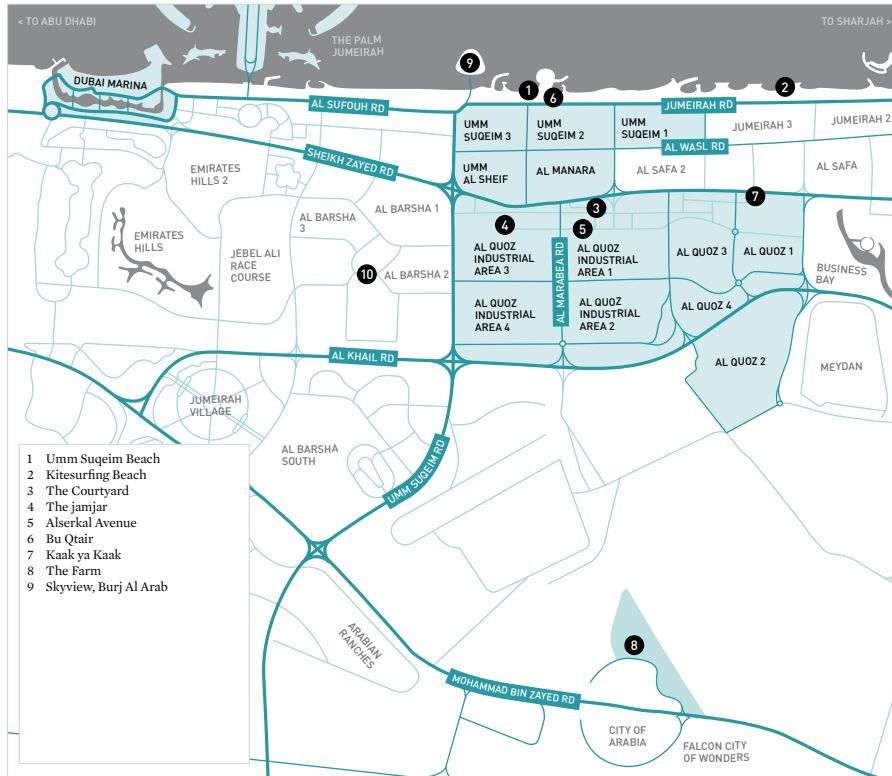 < TO ABU DHABI
TO SHARJAH >
THE PALM
JUMEIRAH
9
DUBAI MARINA
1
6
2
AL SUFOUH RD
JUMEIRAH RD
UMM
SUQEIM 3
UMM
SUQEIM 2
UMM
SUQEIM 1
JUMEIRAH 3
JUMEIRAH 2
AL WASL RD
SHEIKH ZAYED RD
UMM
AL SHEIF
AL MANARA
AL SAFA 2
AL SAFA
EMIRATES
HILLS 2
7
3
AL BARSHA 1
AL BARSHA
3
4
5
EMIRATES
HILLS
JEBEL ALI
RACE
COURSE
AL QUOZ
INDUSTRIAL
AREA 3
AL MARABEA RD
AL QUOZ
INDUSTRIAL
AREA 1
AL QUOZ 3
AL QUOZ 1
10
AL BARSHA 2
BUSINESS
BAY
AL QUOZ
INDUSTRIAL
AREA 4
AL QUOZ
INDUSTRIAL
AREA 2
AL QUOZ 4
AL KHAIL RD
AL QUOZ 2
MEYDAN
JUMEIRAH
VILLAGE
AL BARSHA
SOUTH
UMM SUQEIM RD
1 Umm Suqeim Beach
2 Kitesurfing Beach
3 The Courtyard
4 The jamjar
5 Alserkal Avenue
6 Bu Qtair
7 Kaak ya Kaak
8 The Farm
9 Skyview, Burj Al Arab
ARABIAN
RANCHES
8
MOHAMMAD BIN ZAYED RD
CITY OF
ARABIA
FALCON CITY
OF WONDERS